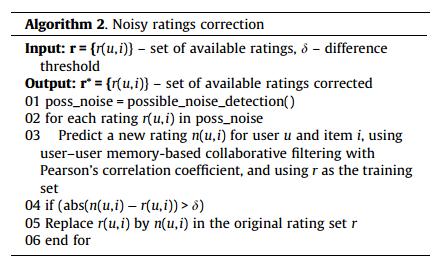 Algorithm 2. Noisy ratings correction
Input: r = {r(u,i)} – set of available ratings, δ – difference
threshold
Output: r* = {r(u,i)} – set of available ratings corrected
01 poss_noise = possible_noise_detection()
02 for each rating r(u,i) in poss_noise
03 Predict a new rating n(u,i) for user u and item i, using
user–user memory-based collaborative filtering with
Pearson's correlation coefficient, and using r as the training
set
04 if (abs(n(u,i) – r(u,i)) > δ)
05 Replace r(u,i) by n(u,i) in the original rating set r
06 end for